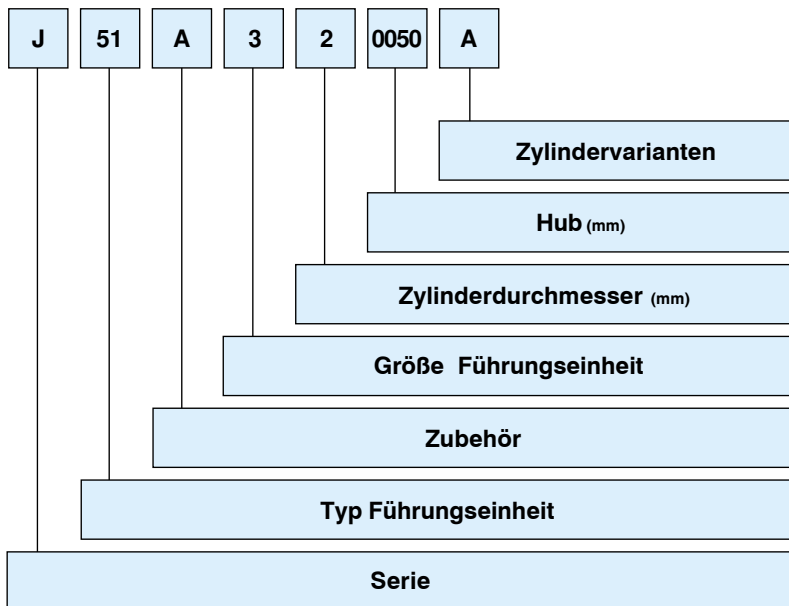 J 51 A 3 2 0050 A
Zylindervarianten
Hub (mm)
Zylinderdurchmesser (mm)
Größe Führungseinheit
Zubehör
Typ Führungseinheit
Serie